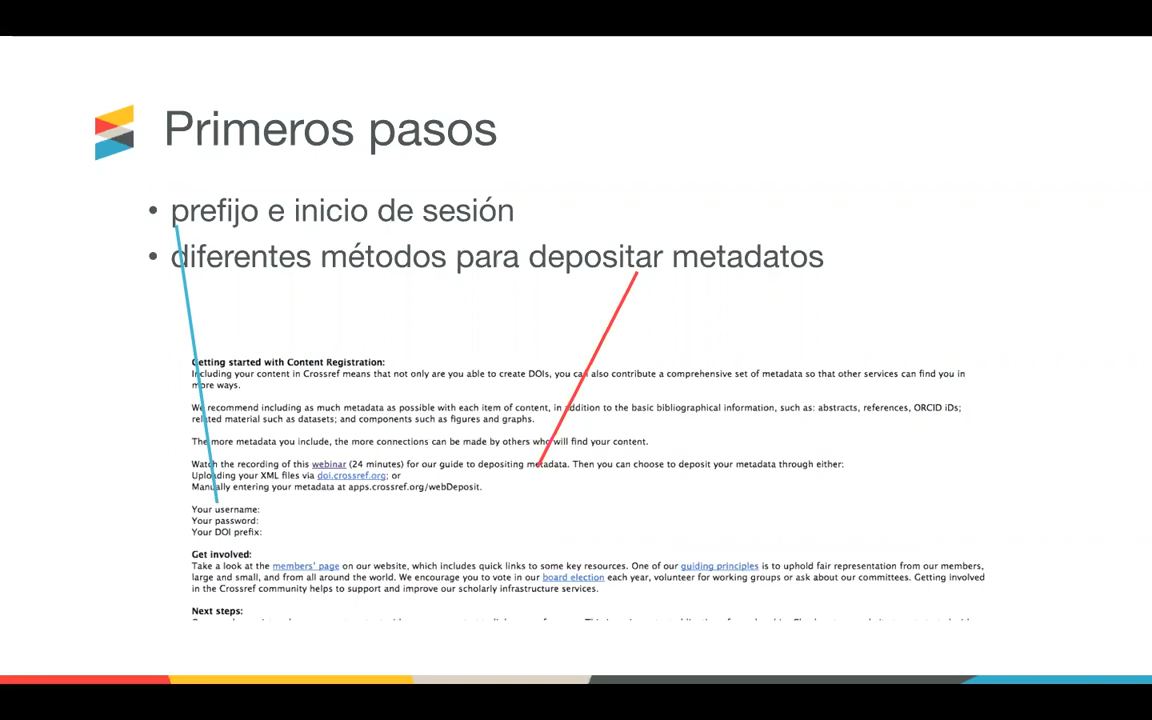 Primeros pasos
• prefijo e inicio de sesión
• diferentes métodos para depositar metadatos
Getting started with Content Registration:
Including your content in Crossref means that not only are you able to create DOIs, you can also contribute a comprehensive set of metadata so that other services can find you in
more ways.
We recommend including as much metadata as possible with each item of content, in addition to the basic bibliographical information, such as: abstracts, references, ORCID iDs;
related material such as datasets; and components such as figures and graphs.
The more metadata you include, the more connections can be made by others who will find your content.
Watch the recording of this webinar (24 minutes) for our guide to depositing metadata. Then you can choose to deposit your metadata through either:
Uploading your XML files via doi.crossref.org; or
Manually entering your metadata at apps.crossref.org/webDeposit.
Your username:
Your password:
Your DOI prefix:
Get involved:
Take a look at the members' page on our website, which includes quick links to some key resources. One of our guiding principles is to uphold fair representation from our members,
large and small, and from all around the world. We encourage you to vote in our board election each year, volunteer for working groups or ask about our committees. Getting involved
in the Crossref community helps to support and improve our scholarly infrastructure services.
Next steps: